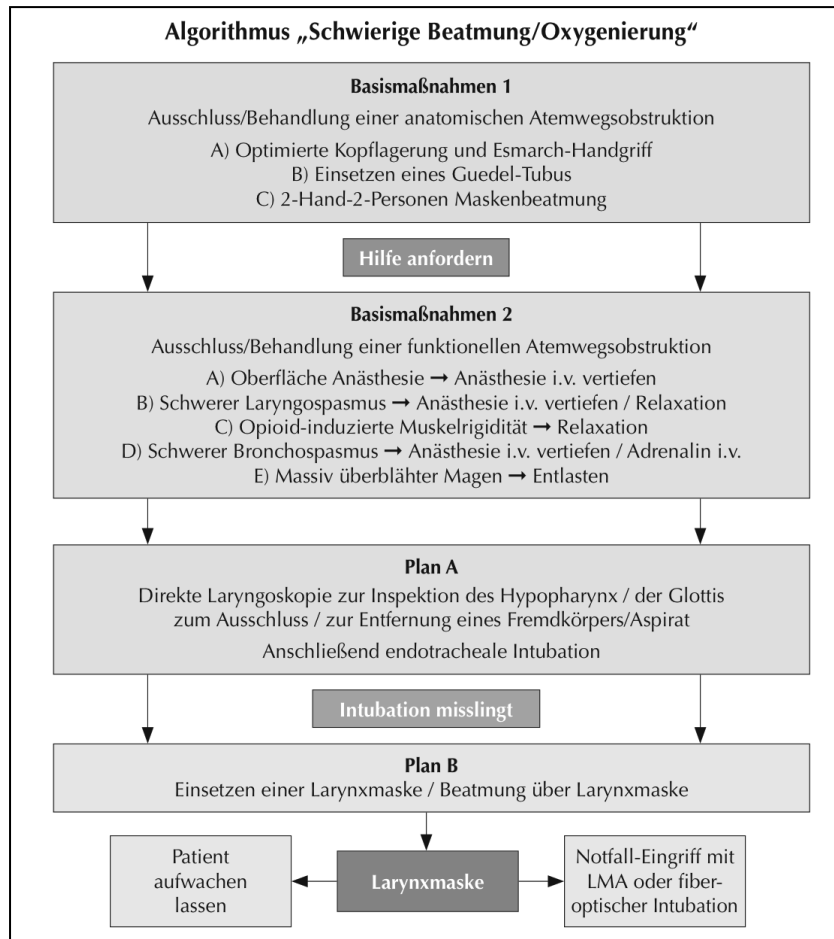 Algorithmus „Schwierige Beatmung/Oxygenierung“
Basismaßnahmen 1
Ausschluss/Behandlung einer anatomischen Atemwegsobstruktion
A) Optimierte Kopflagerung und Esmarch-Handgriff
B) Einsetzen eines Guedel-Tubus
C) 2-Hand-2-Personen Maskenbeatmung
Hilfe anfordern
Basismaßnahmen 2
Ausschluss/Behandlung einer funktionellen Atemwegsobstruktion
A) Oberfläche Anästhesie ➞ Anästhesie i.v. vertiefen
B) Schwerer Laryngospasmus ➞ Anästhesie i.v. vertiefen / Relaxation
C) Opioid-induzierte Muskelrigidität ➞ Relaxation
D) Schwerer Bronchospasmus ➞ Anästhesie i.v. vertiefen / Adrenalin i.v.
E) Massiv überblähter Magen ➞ Entlasten
Plan A
Direkte Laryngoskopie zur Inspektion des Hypopharynx / der Glottis
zum Ausschluss / zur Entfernung eines Fremdkörpers/Aspirat
Anschließend endotracheale Intubation
Intubation misslingt
Plan B
Einsetzen einer Larynxmaske / Beatmung über Larynxmaske
Patient
aufwachen
lassen
Larynxmaske
Notfall-Eingriff mit
LMA oder fiber-
optischer Intubation